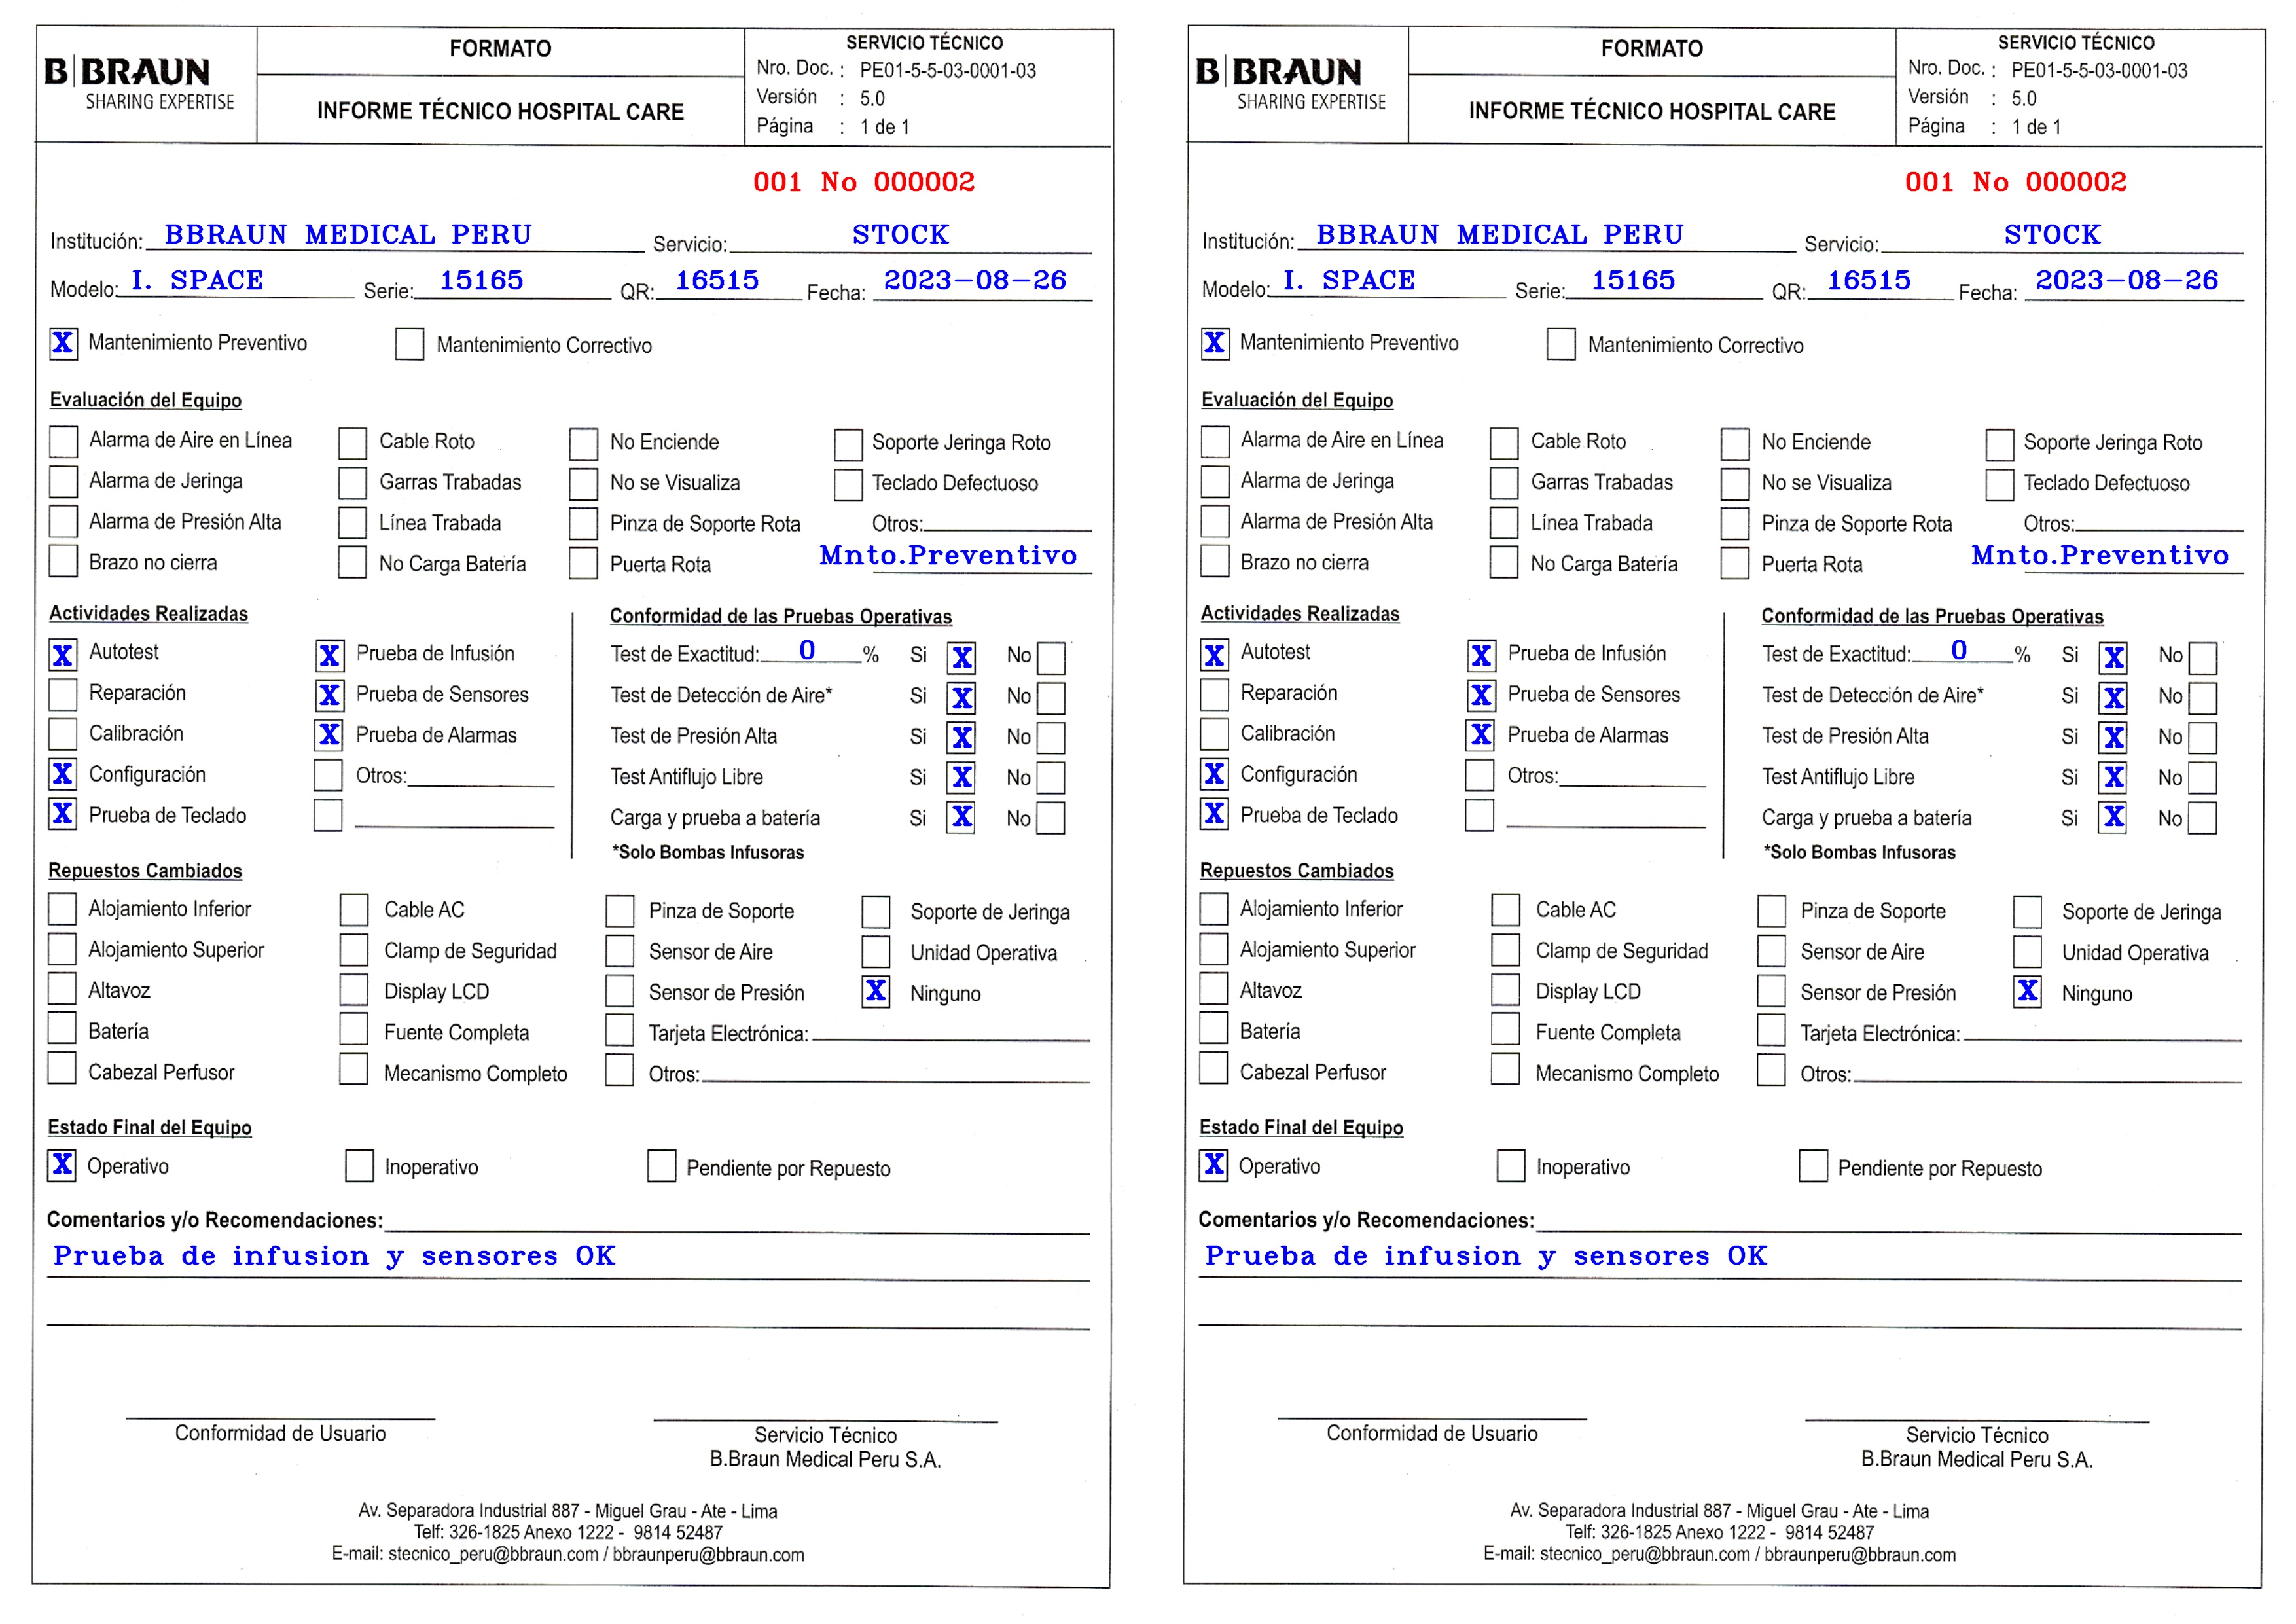 B|BRAUN
SHARING EXPERTISE
FORMATO
INFORME TÉCNICO HOSPITAL CARE
SERVICIO TÉCNICO
Nro. Doc. : PE01-5-5-03-0001-03
Versión : 5.0
Página : 1 de 1
001 No 000002
Institución: BBRAUN MEDICAL PERU Servicio: STOCK
Modelo: I. SPACE Serie: 15165 QR: 16515 Fecha: 2023-08-26
X Mantenimiento Preventivo Mantenimiento Correctivo
Evaluación del Equipo
Alarma de Aire en Línea Cable Roto No Enciende Soporte Jeringa Roto
Alarma de Jeringa Garras Trabadas No se Visualiza Teclado Defectuoso
Alarma de Presión Alta Línea Trabada Pinza de Soporte Rota Otros:
Brazo no cierra No Carga Batería Puerta Rota Mnto.Preventivo
Actividades Realizadas Conformidad de las Pruebas Operativas
X Autotest X Prueba de Infusión Test de Exactitud: 0 % Si X No
Reparación X Prueba de Sensores Test de Detección de Aire* Si X No
Calibración X Prueba de Alarmas Test de Presión Alta Si X No
X Configuración Otros: Test Antiflujo Libre Si X No
X Prueba de Teclado Carga y prueba a batería Si X No
*Solo Bombas Infusoras
Repuestos Cambiados
Alojamiento Inferior Cable AC Pinza de Soporte Soporte de Jeringa
Alojamiento Superior Clamp de Seguridad Sensor de Aire Unidad Operativa
Altavoz Display LCD Sensor de Presión X Ninguno
Batería Fuente Completa Tarjeta Electrónica:
Cabezal Perfusor Mecanismo Completo Otros:
Estado Final del Equipo
X Operativo Inoperativo Pendiente por Repuesto
Comentarios y/o Recomendaciones:
Prueba de infusion y sensores OK
Conformidad de Usuario Servicio Técnico
B.Braun Medical Peru S.A.
Av. Separadora Industrial 887 - Miguel Grau - Ate - Lima
Telf: 326-1825 Anexo 1222 - 9814 52487
E-mail: stecnico_peru@bbraun.com / bbraunperu@bbraun.com
B|BRAUN
SHARING EXPERTISE
FORMATO
INFORME TÉCNICO HOSPITAL CARE
SERVICIO TÉCNICO
Nro. Doc. : PE01-5-5-03-0001-03
Versión : 5.0
Página : 1 de 1
001 No 000002
Institución: BBRAUN MEDICAL PERU Servicio: STOCK
Modelo: I. SPACE Serie: 15165 QR: 16515 Fecha: 2023-08-26
X Mantenimiento Preventivo Mantenimiento Correctivo
Evaluación del Equipo
Alarma de Aire en Línea Cable Roto No Enciende Soporte Jeringa Roto
Alarma de Jeringa Garras Trabadas No se Visualiza Teclado Defectuoso
Alarma de Presión Alta Línea Trabada Pinza de Soporte Rota Otros:
Brazo no cierra No Carga Batería Puerta Rota Mnto.Preventivo
Actividades Realizadas Conformidad de las Pruebas Operativas
X Autotest X Prueba de Infusión Test de Exactitud: 0 % Si X No
Reparación X Prueba de Sensores Test de Detección de Aire* Si X No
Calibración X Prueba de Alarmas Test de Presión Alta Si X No
X Configuración Otros: Test Antiflujo Libre Si X No
X Prueba de Teclado Carga y prueba a batería Si X No
*Solo Bombas Infusoras
Repuestos Cambiados
Alojamiento Inferior Cable AC Pinza de Soporte Soporte de Jeringa
Alojamiento Superior Clamp de Seguridad Sensor de Aire Unidad Operativa
Altavoz Display LCD Sensor de Presión X Ninguno
Batería Fuente Completa Tarjeta Electrónica:
Cabezal Perfusor Mecanismo Completo Otros:
Estado Final del Equipo
X Operativo Inoperativo Pendiente por Repuesto
Comentarios y/o Recomendaciones:
Prueba de infusion y sensores OK
Conformidad de Usuario Servicio Técnico
B.Braun Medical Peru S.A.
Av. Separadora Industrial 887 - Miguel Grau - Ate - Lima
Telf: 326-1825 Anexo 1222 - 9814 52487
E-mail: stecnico_peru@bbraun.com / bbraunperu@bbraun.com